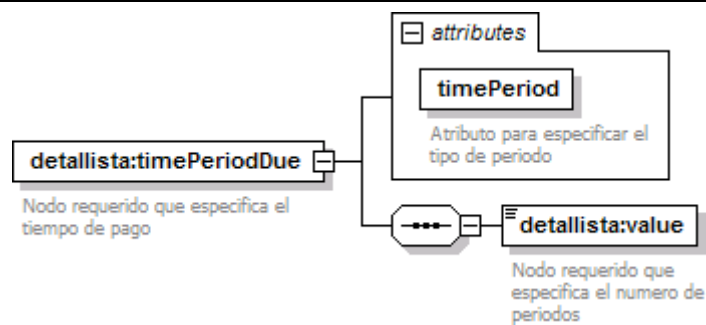 attributes
timePeriod
Atributo para especificar el
tipo de periodo
detallista:timePeriodDue
Nodo requerido que especifica el
tiempo de pago
detallista:value
Nodo requerido que
especifica el numero de
periodos